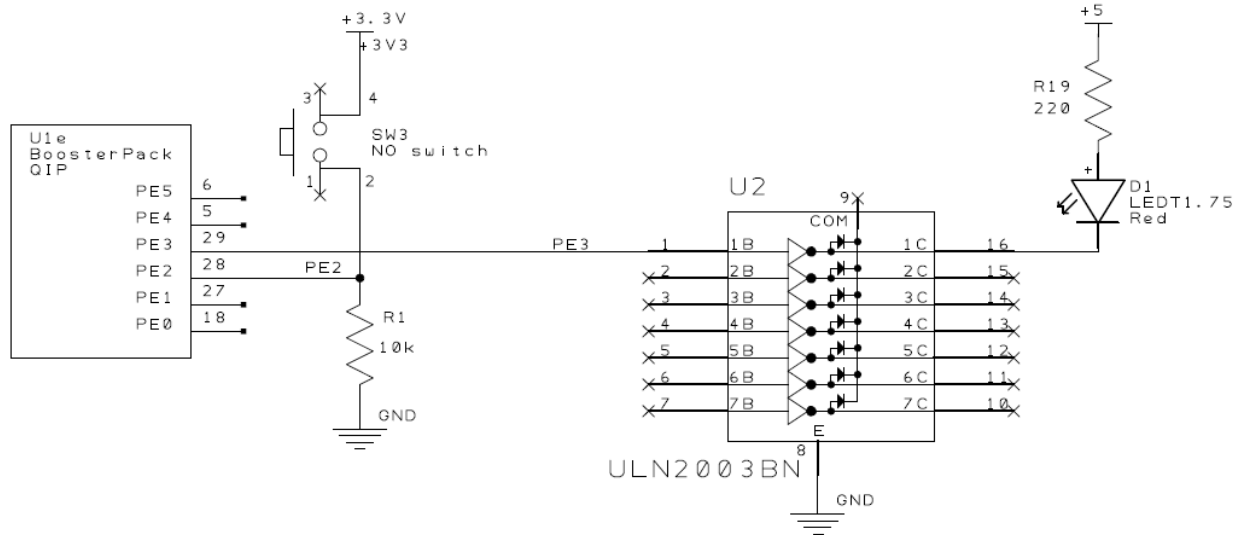 +3.3V
+3V3
3
4
SW3
NO switch
1
2
U1e
BoosterPack
QIP
PE5 6
PE4 5
PE3 29
PE2 28
PE1 27
PE0 18
PE3
PE2
R1
10k
GND
U2
9
COM
1 1B 1C 16
2 2B 2C 15
3 3B 3C 14
4 4B 4C 13
5 5B 5C 12
6 6B 6C 11
7 7B 7C 10
E
8
ULN2003BN
GND
+5
R19
220
+
D1
LEDT1.75
Red